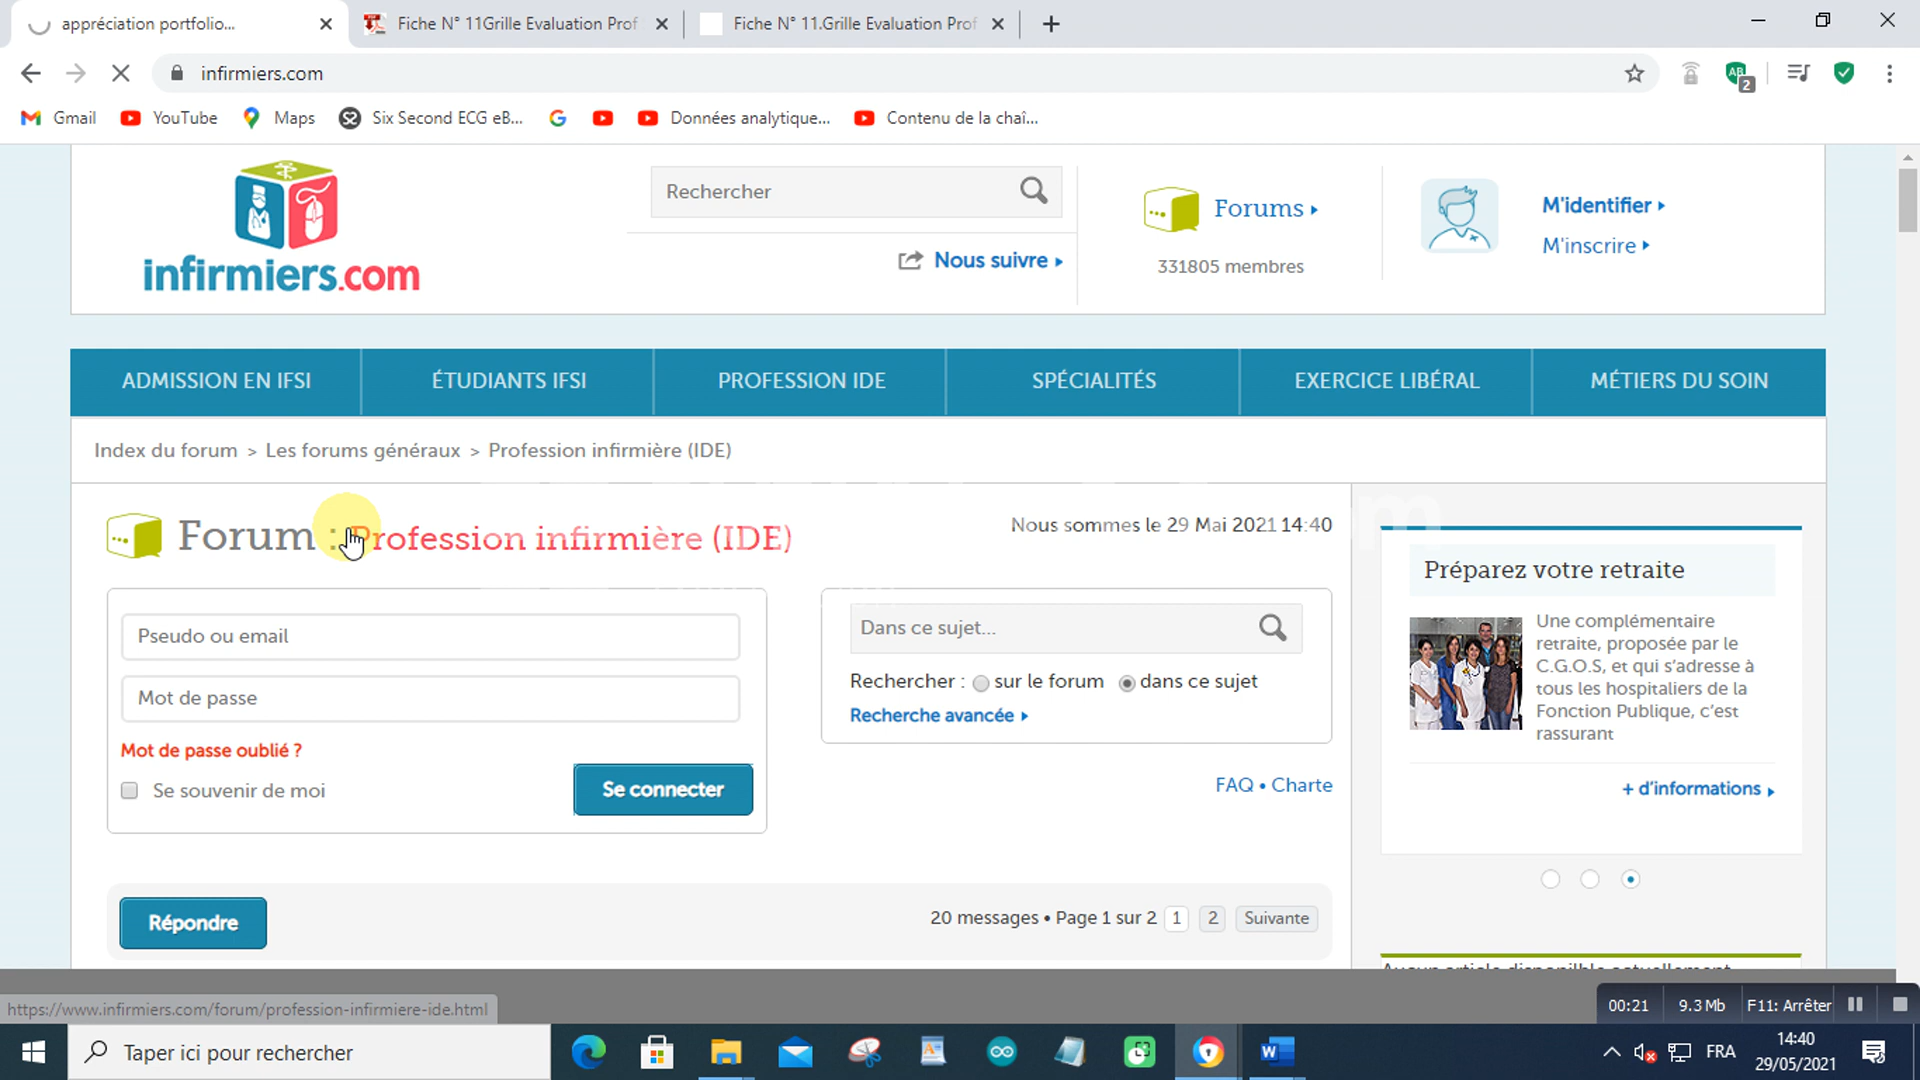 appréciation portfolio...
Fiche N° 11Grille Evaluation Prof
Fiche N° 11.Grille Evaluation Prof
infirmiers.com
AB
2
Gmail
YouTube
Maps
Six Second ECG eB...
Données analytique...
Contenu de la chaî...
infirmiers.com
Rechercher
Nous suivre
Forums
331805 membres
M'identifier
M'inscrire
ADMISSION EN IFSI
ÉTUDIANTS IFSI
PROFESSION IDE
SPÉCIALITÉS
EXERCICE LIBÉRAL
MÉTIERS DU SOIN
Index du forum > Les forums généraux > Profession infirmière (IDE)
Forum : Profession infirmière (IDE)
Nous sommes le 29 Mai 2021 14:40
Pseudo ou email
Mot de passe
Mot de passe oublié ?
Se souvenir de moi
Se connecter
Dans ce sujet...
Rechercher : sur le forum dans ce sujet
Recherche avancée
FAQ • Charte
Préparez votre retraite
Une complémentaire
retraite, proposée par le
C.G.O.S, et qui s'adresse à
tous les hospitaliers de la
Fonction Publique, c'est
rassurant
+ d'informations
Répondre
20 messages • Page 1 sur 2 1 2 Suivante
Aucun article disponilble actuellement
https://www.infirmiers.com/forum/profession-infirmiere-ide.html
00:21
9.3 Mb
F11: Arrêter
Taper ici pour rechercher
FRA
14:40
29/05/2021